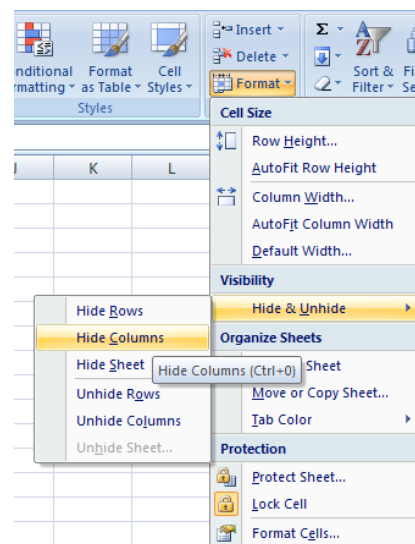 Insert
Delete
Format
Σ
A
Z
nditional
rmatting
Format
as Table
Cell
Styles
Sort &
Filter
Fi
Se
Styles
Cell Size
Row Height...
AutoFit Row Height
Column Width...
AutoFit Column Width
Default Width...
Visibility
Hide & Unhide
Organize Sheets
Sheet
Move or Copy Sheet...
Tab Color
Protection
Protect Sheet...
Lock Cell
Format Cells...
K
L
Hide Rows
Hide Columns
Hide Sheet
Hide Columns (Ctrl+0)
Unhide Rows
Unhide Columns
Unhide Sheet...